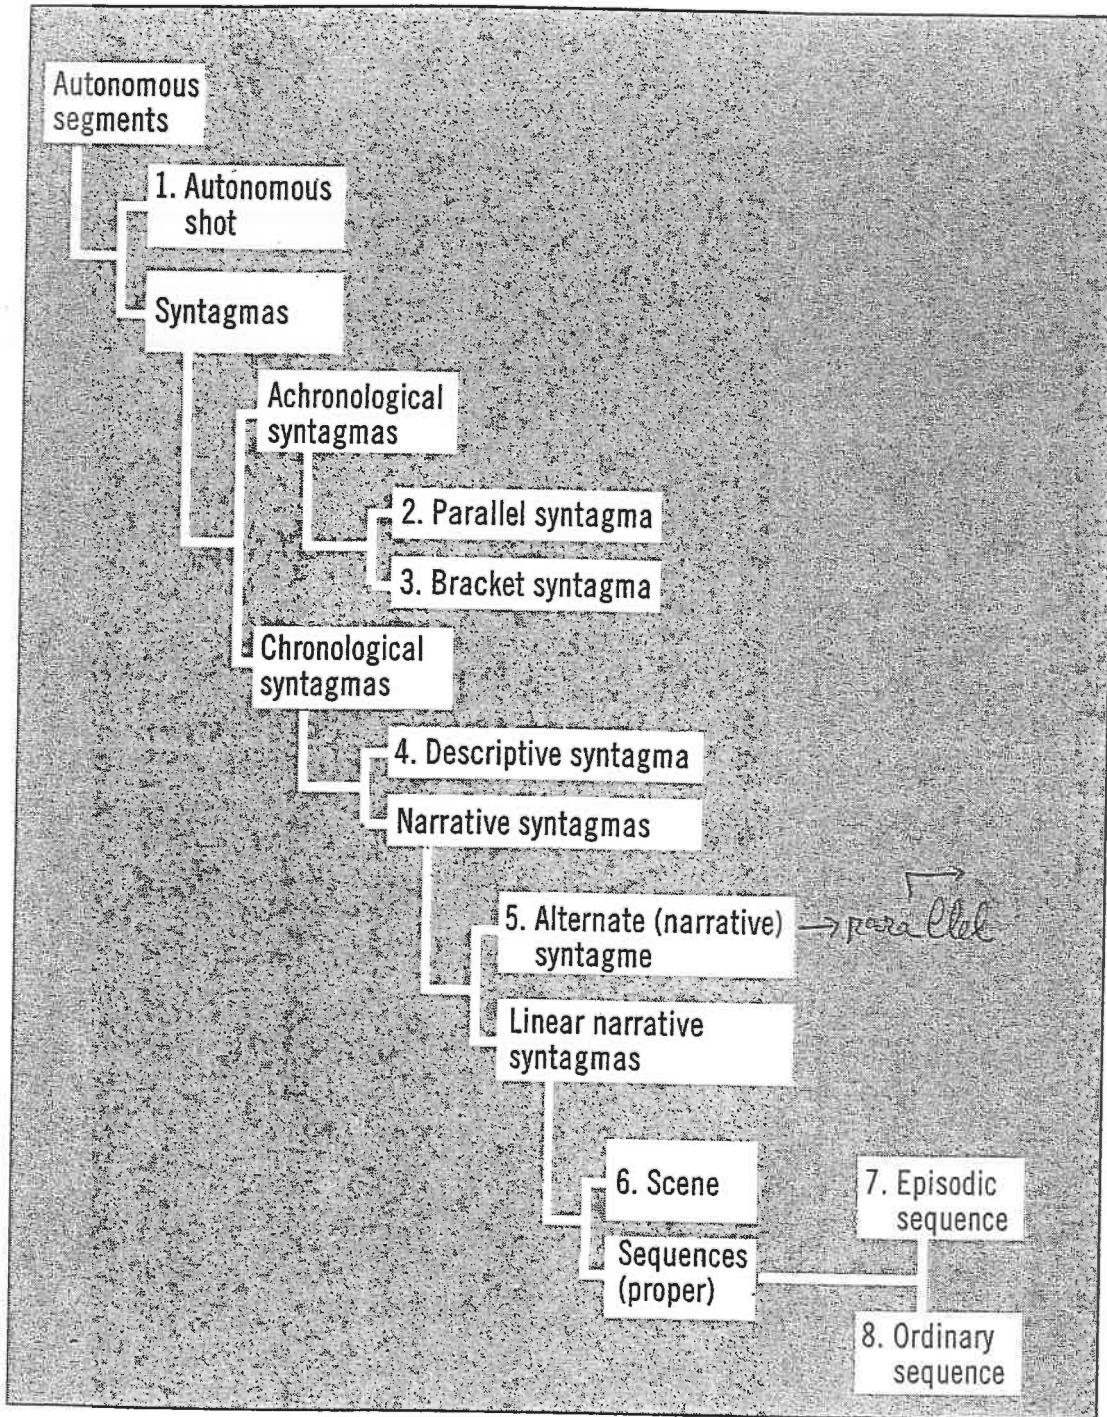 Autonomous
segments
1. Autonomous
shot
Syntagmas
Achronological
syntagmas
2. Parallel syntagma
3. Bracket syntagma
Chronological
syntagmas
4. Descriptive syntagma
Narrative syntagmas
5. Alternate (narrative)
syntagme
→ parallel
Linear narrative
syntagmas
6. Scene
Sequences
(proper)
7. Episodic
sequence
8. Ordinary
sequence